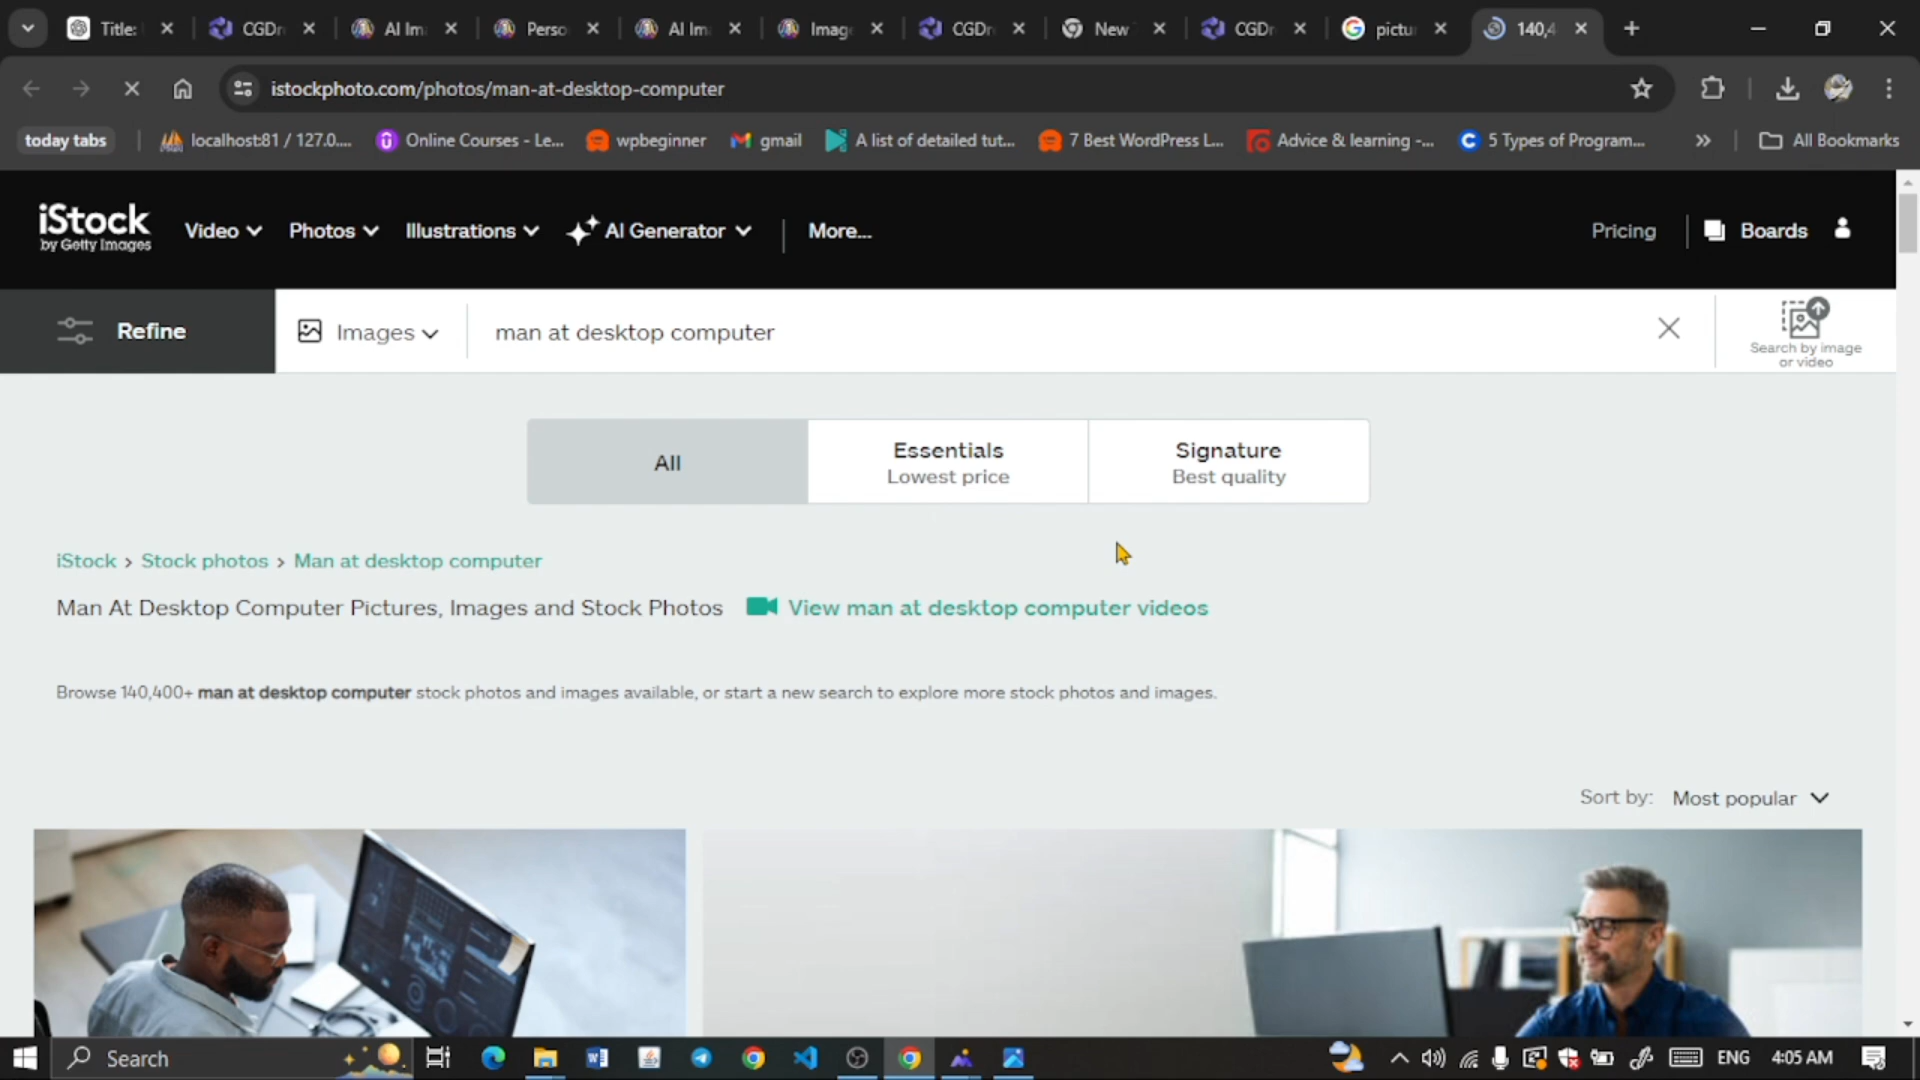 Title:
CGDr
AI Im
Perso
AI Im
Imag
CGDr
New
CGDr
pictu
140,4
istockphoto.com/photos/man-at-desktop-computer
today tabs
localhost:81 / 127.0....
Online Courses - Le...
wpbeginner
gmail
A list of detailed tut...
7 Best WordPress L...
Advice & learning -...
5 Types of Program...
All Bookmarks
iStock
by Getty Images
Video
Photos
Illustrations
AI Generator
More...
Pricing
Boards
Refine
Images
man at desktop computer
Search by image
or video
All
Essentials
Lowest price
Signature
Best quality
iStock > Stock photos > Man at desktop computer
Man At Desktop Computer Pictures, Images and Stock Photos
View man at desktop computer videos
Browse 140,400+ man at desktop computer stock photos and images available, or start a new search to explore more stock photos and images.
Sort by: Most popular
Search
ENG
4:05 AM